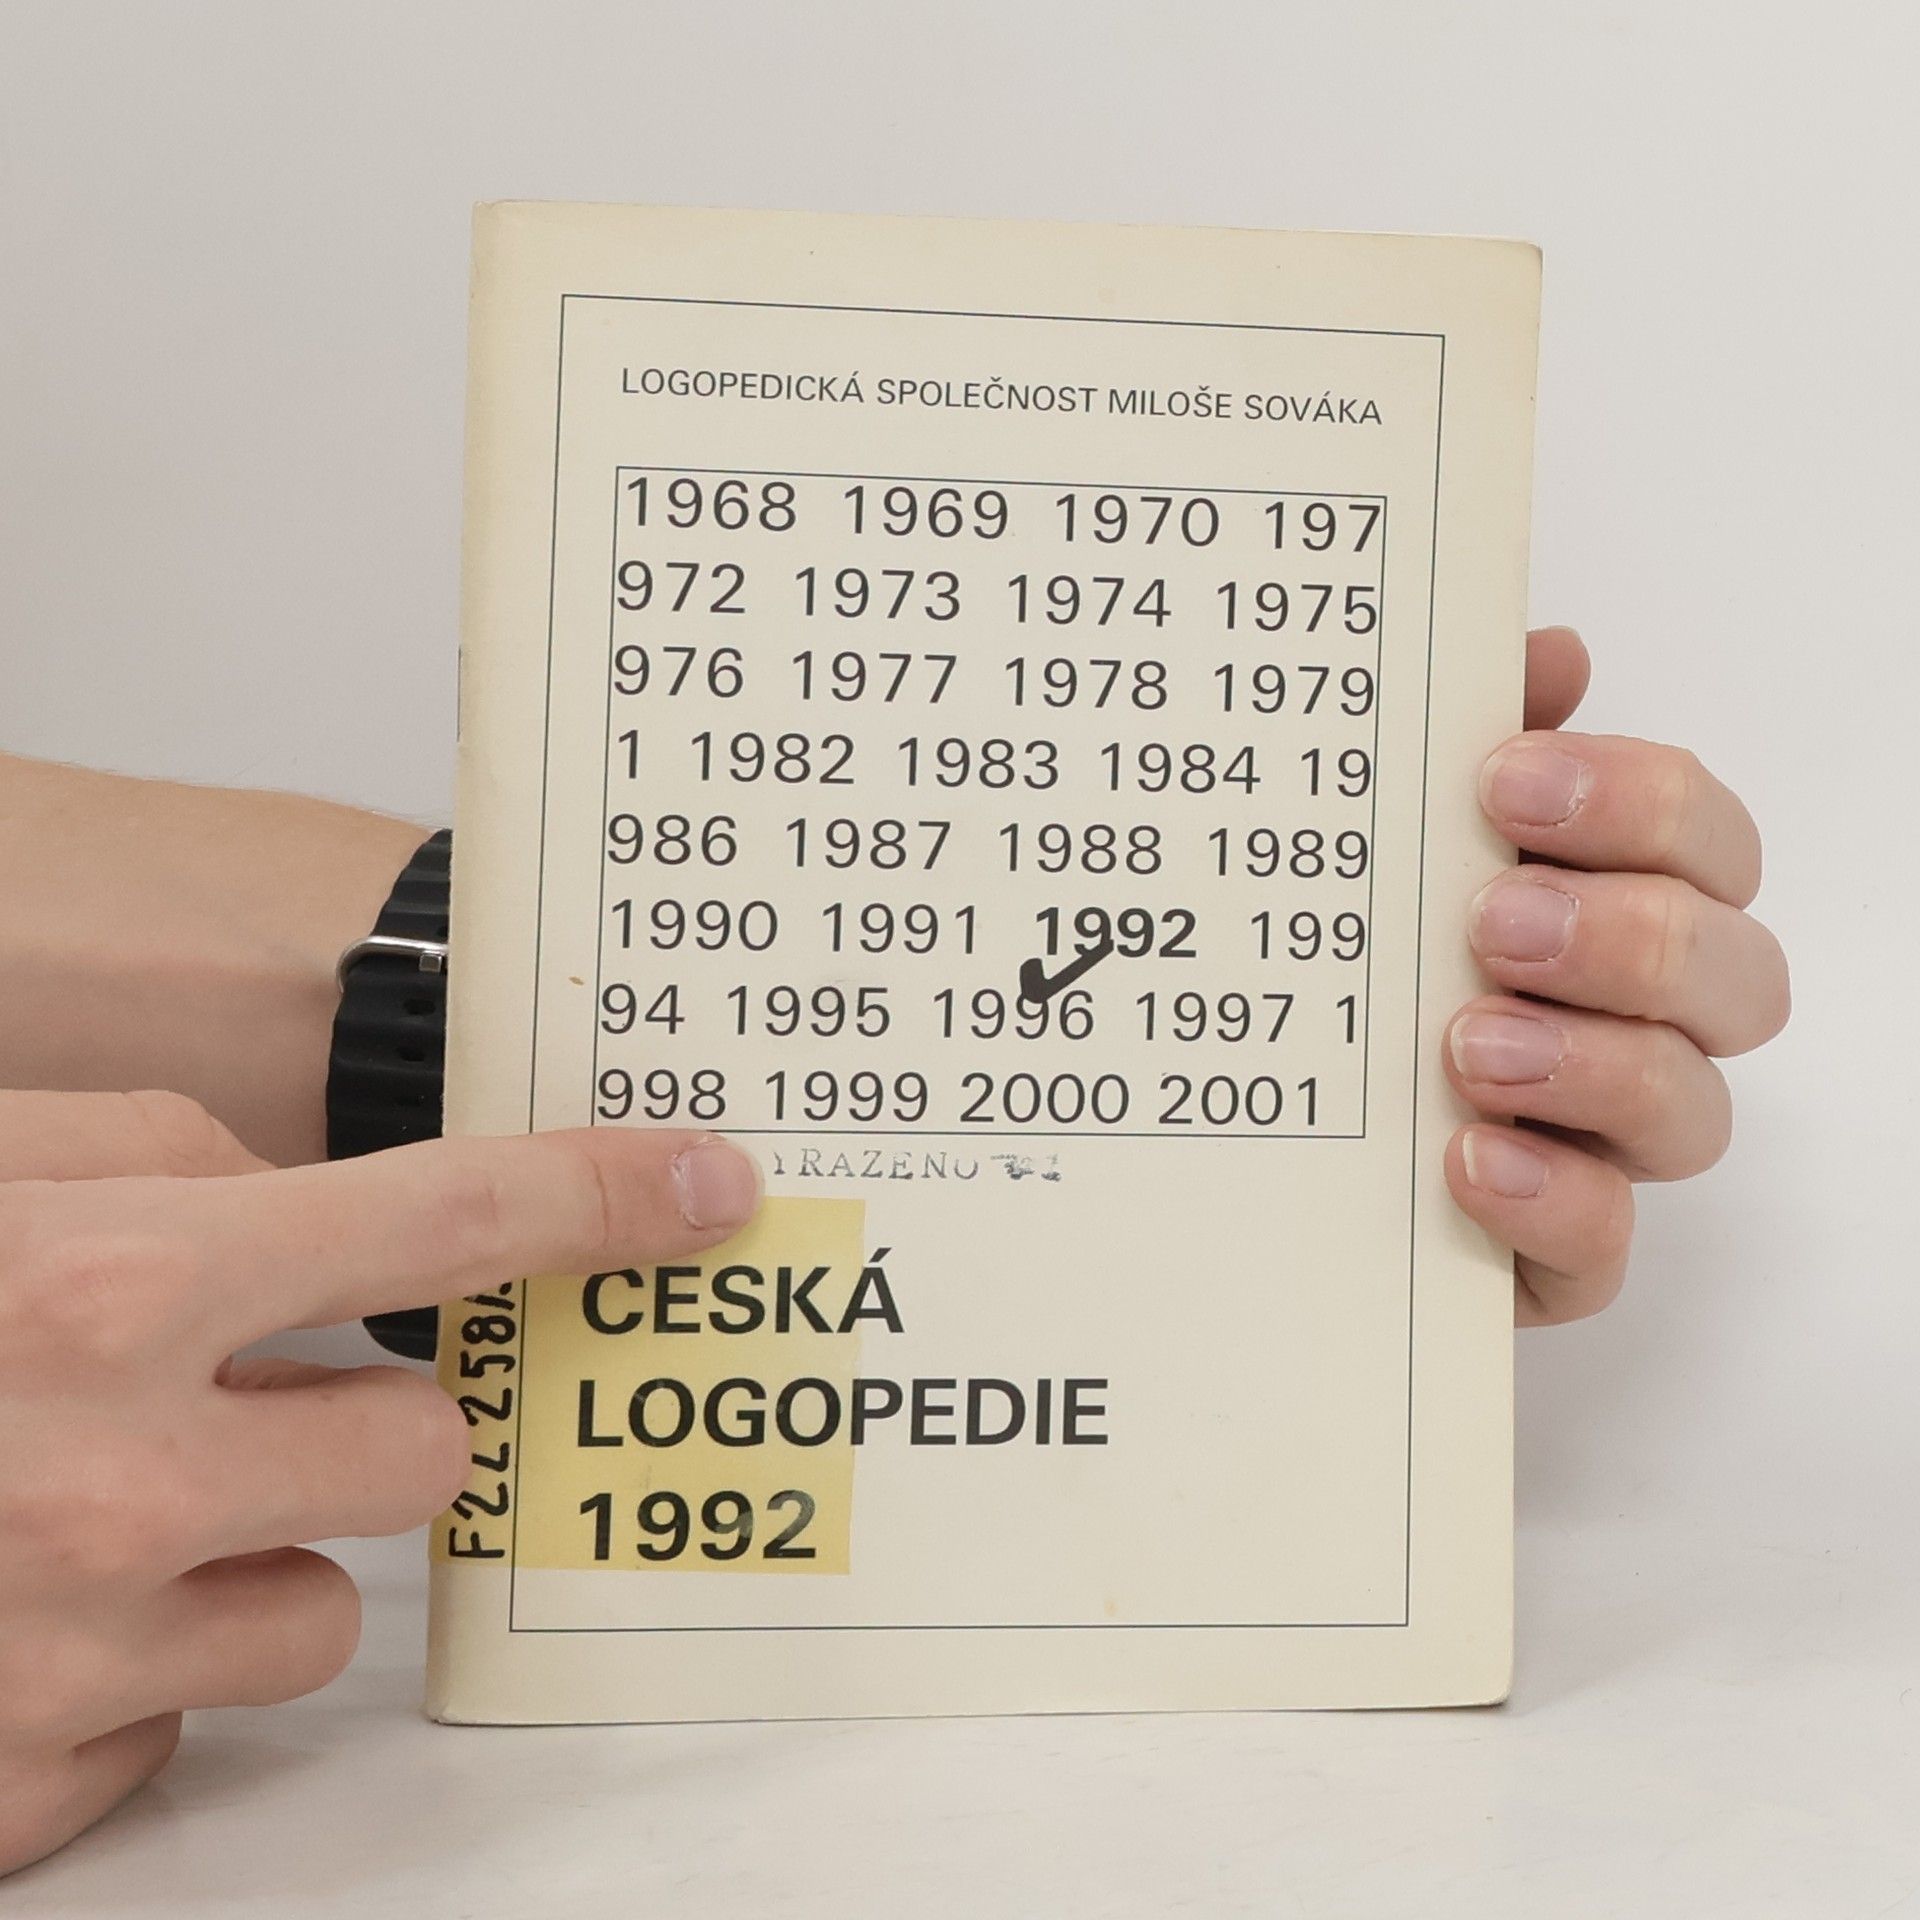 LOGOPEDICKÁ SPOLEČNOST MILOŠE SOVÁKA
1968 1969 1970 197
972 1973 1974 1975
976 1977 1978 1979
1 1982 1983 1984 19
986 1987 1988 1989
1990 1991 1992 199
94 1995 1996 1997 1
998 1999 2000 2001
YRAZENO
ČESKÁ
LOGOPEDIE
1992